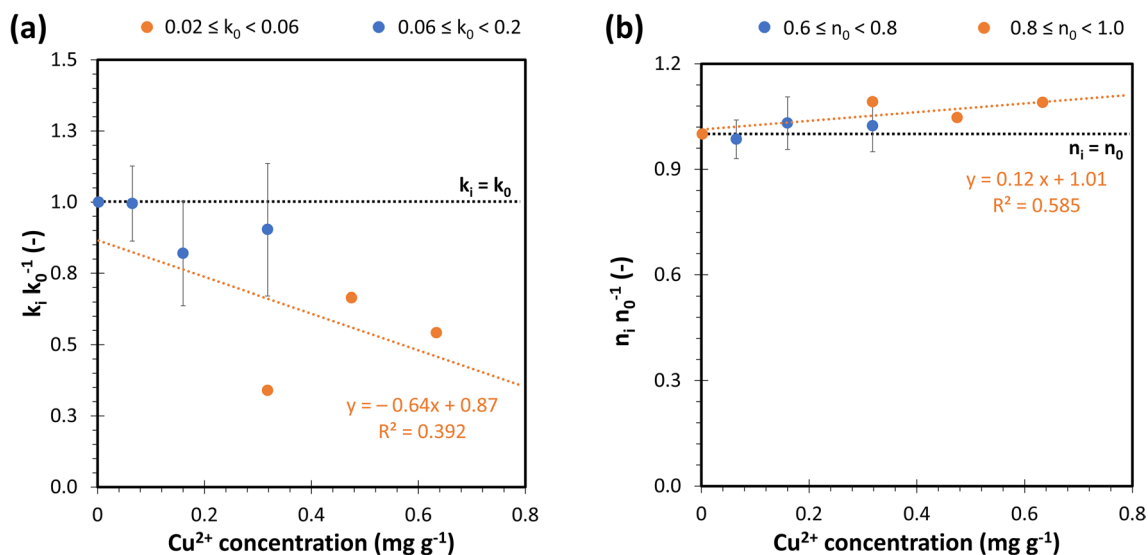 (a)
0.02 ≤ k₀ < 0.06
0.06 ≤ k₀ < 0.2
1.5
1.3
1.0
0.8
0.5
0.3
0.0
kᵢ = k₀
y = – 0.64x + 0.87
R² = 0.392
0
0.2
0.4
0.6
0.8
kᵢ k₀⁻¹ (-)
Cu²⁺ concentration (mg g⁻¹)
(b)
0.6 ≤ n₀ < 0.8
0.8 ≤ n₀ < 1.0
1.2
0.9
0.6
0.3
0.0
nᵢ = n₀
y = 0.12 x + 1.01
R² = 0.585
0
0.2
0.4
0.6
0.8
nᵢ n₀⁻¹ (-)
Cu²⁺ concentration (mg g⁻¹)